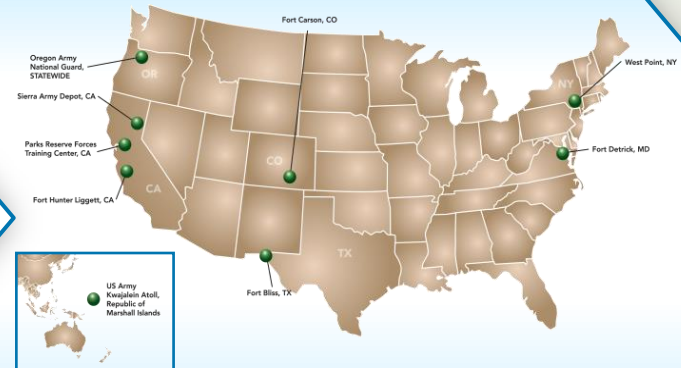 Fort Carson, CO
Oregon Army
National Guard,
STATEWIDE
OR
West Point, NY
NY
Sierra Army Depot, CA
Parks Reserve Forces
Training Center, CA
Fort Detrick, MD
MD
CO
CA
Fort Hunter Liggett, CA
TX
Fort Bliss, TX
US Army
Kwajalein Atoll,
Republic of
Marshall Islands